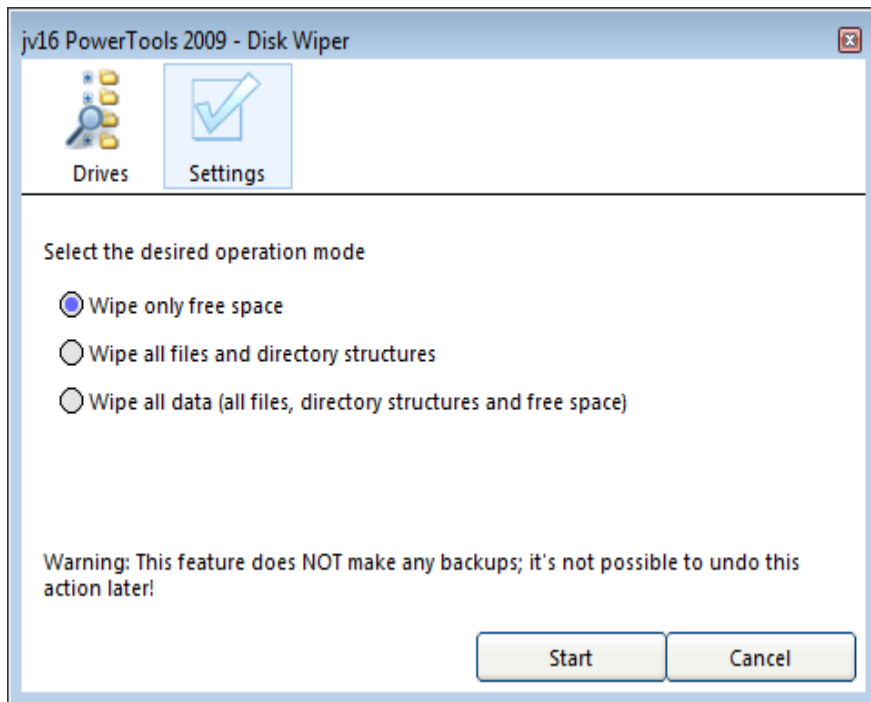 jv16 PowerTools 2009 - Disk Wiper
Drives
Settings
Select the desired operation mode
Wipe only free space
Wipe all files and directory structures
Wipe all data (all files, directory structures and free space)
Warning: This feature does NOT make any backups; it's not possible to undo this
action later!
Start
Cancel